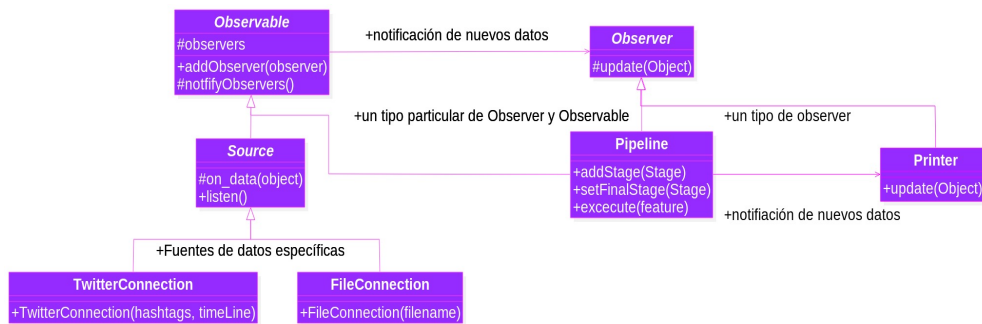 Observable
#observers
+addObserver(observer)
#notfifyObservers()
+notificación de nuevos datos
Observer
#update(Object)
+un tipo particular de Observer y Observable
+un tipo de observer
Source
#on_data(object)
+listen()
Pipeline
+addStage(Stage)
+setFinalStage(Stage)
+excecute(feature)
Printer
+update(Object)
+notifiación de nuevos datos
+Fuentes de datos específicas
TwitterConnection
+TwitterConnection(hashtags, timeLine)
FileConnection
+FileConnection(filename)